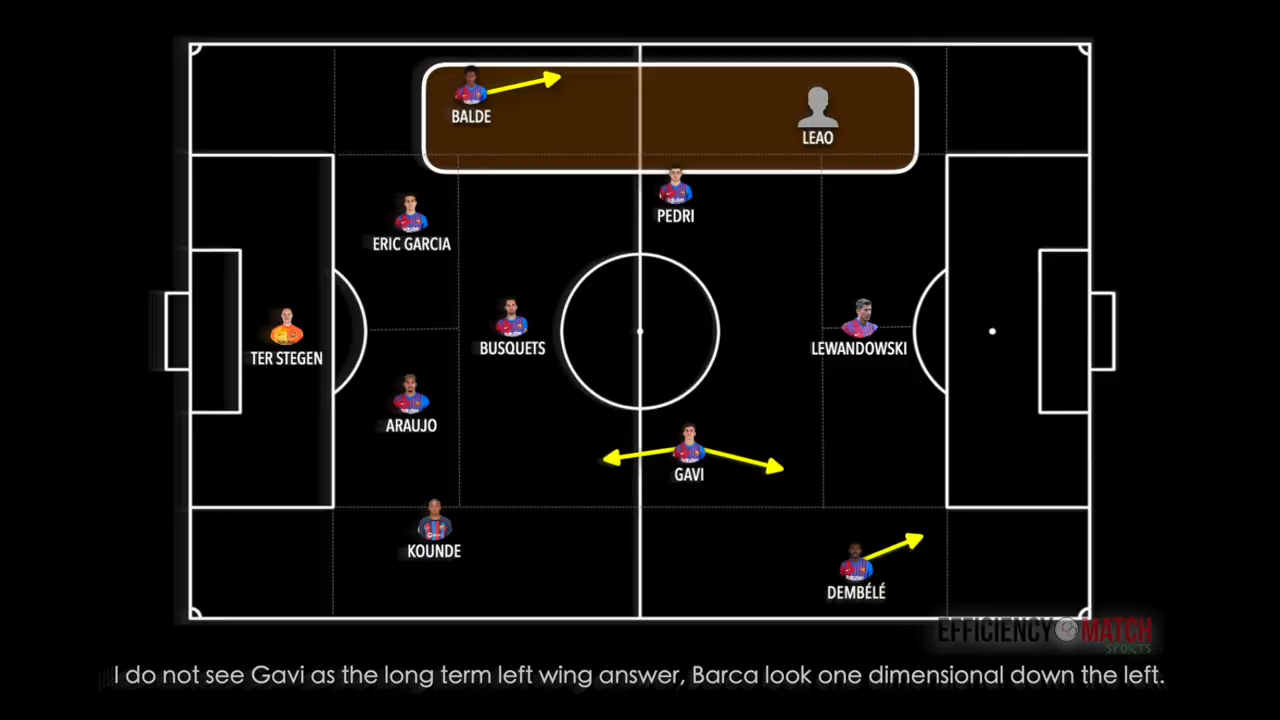 BALDE
LEAO
PEDRI
ERIC GARCIA
TER STEGEN
BUSQUETS
LEWANDOWSKI
ARAUJO
GAVI
KOUNDE
DEMBÉLÉ
EFFICIENCY MATCH
SPORTS
I do not see Gavi as the long term left wing answer, Barca look one dimensional down the left.